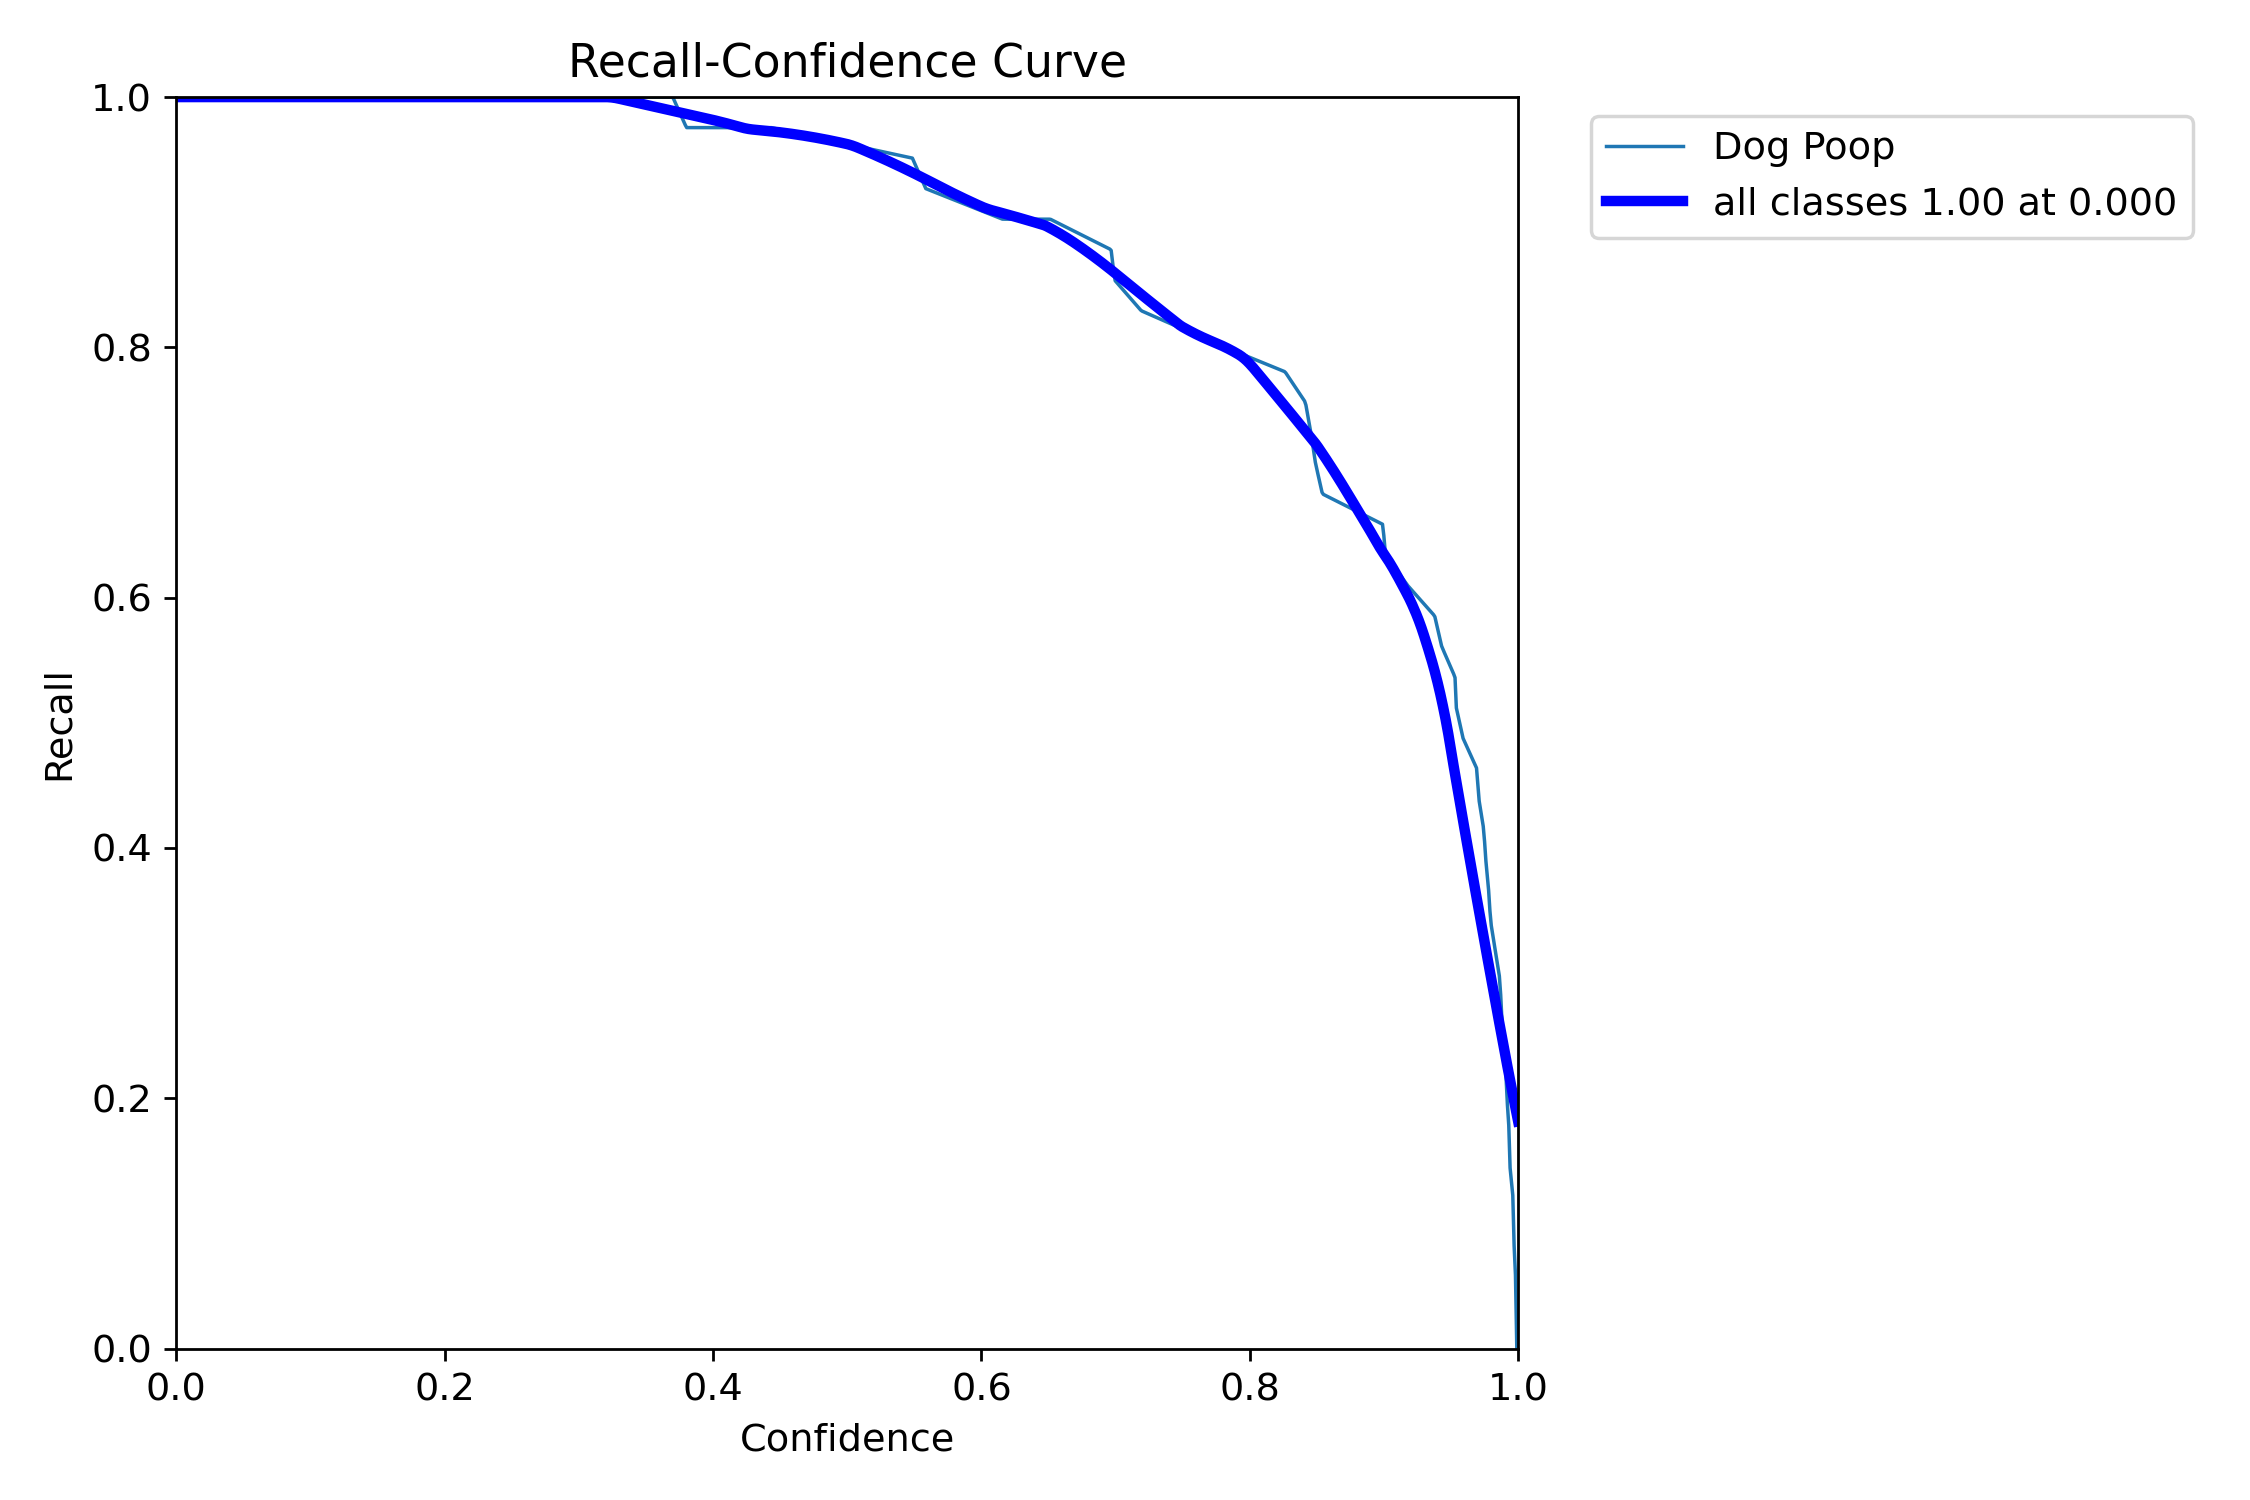 Recall-Confidence Curve
1.0
0.8
0.6
0.4
0.2
0.0
Recall
0.0 0.2 0.4 0.6 0.8 1.0
Confidence
Dog Poop
all classes 1.00 at 0.000